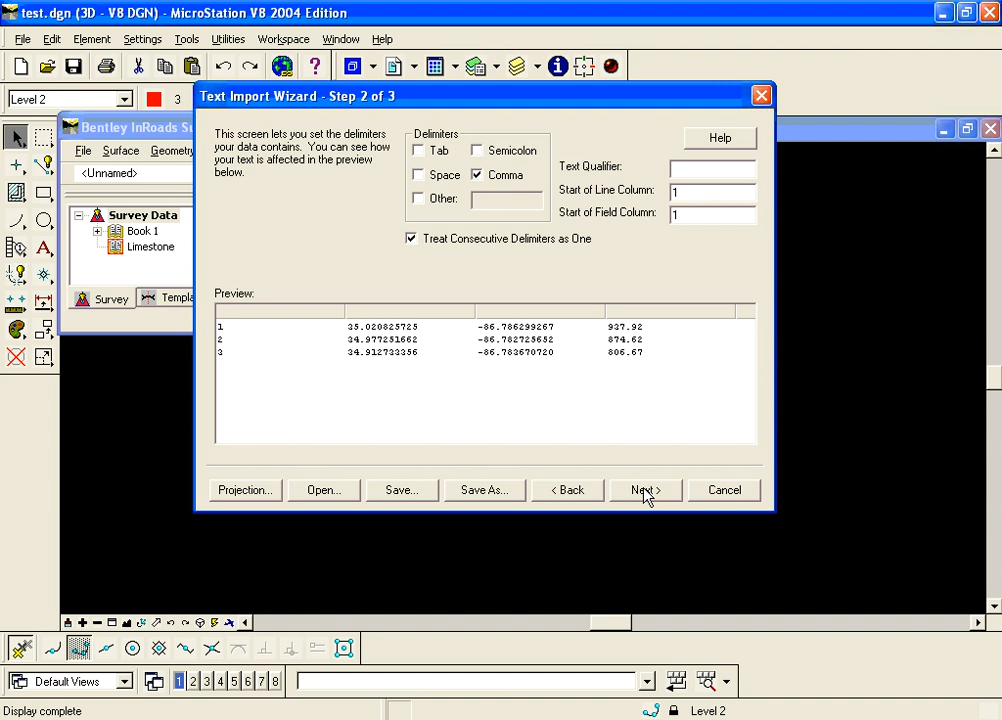 test.dgn (3D - V8 DGN) - MicroStation V8 2004 Edition
File Edit Element Settings Tools Utilities Workspace Window Help
Level 2 3
Bentley InRoads Su
File Surface Geometry
<Unnamed>
Survey Data
Book 1
Limestone
Survey Templa
Text Import Wizard - Step 2 of 3
This screen lets you set the delimiters
your data contains. You can see how
your text is affected in the preview
below.
Delimiters
Tab Semicolon
Space Comma
Other:
Treat Consecutive Delimiters as One
Help
Text Qualifier:
Start of Line Column: 1
Start of Field Column: 1
Preview:
1 35.020825725 -86.786299267 937.92
2 34.977251662 -86.782725652 874.62
3 34.912733356 -86.783670720 806.67
Projection... Open... Save... Save As... < Back Next > Cancel
Default Views 1 2 3 4 5 6 7 8
Display complete Level 2